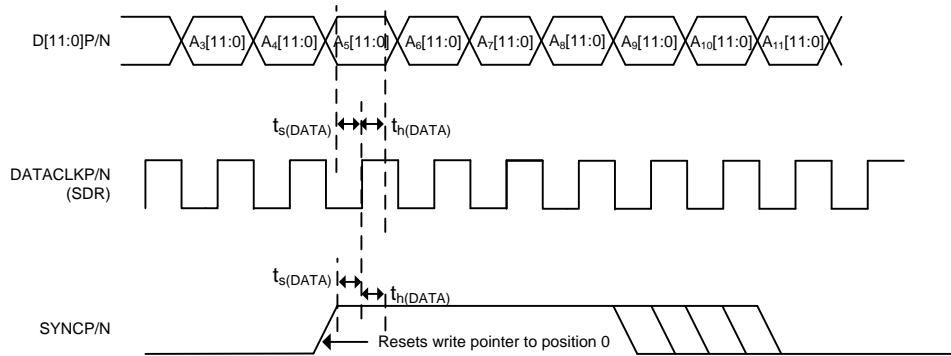 D[11:0]P/N
A₃[11:0] A₄[11:0] A₅[11:0] A₆[11:0] A₇[11:0] A₈[11:0] A₉[11:0] A₁₀[11:0] A₁₁[11:0]
tₛ(DATA) tₕ(DATA)
DATACLKP/N
(SDR)
tₛ(DATA)
tₕ(DATA)
SYNCP/N
Resets write pointer to position 0